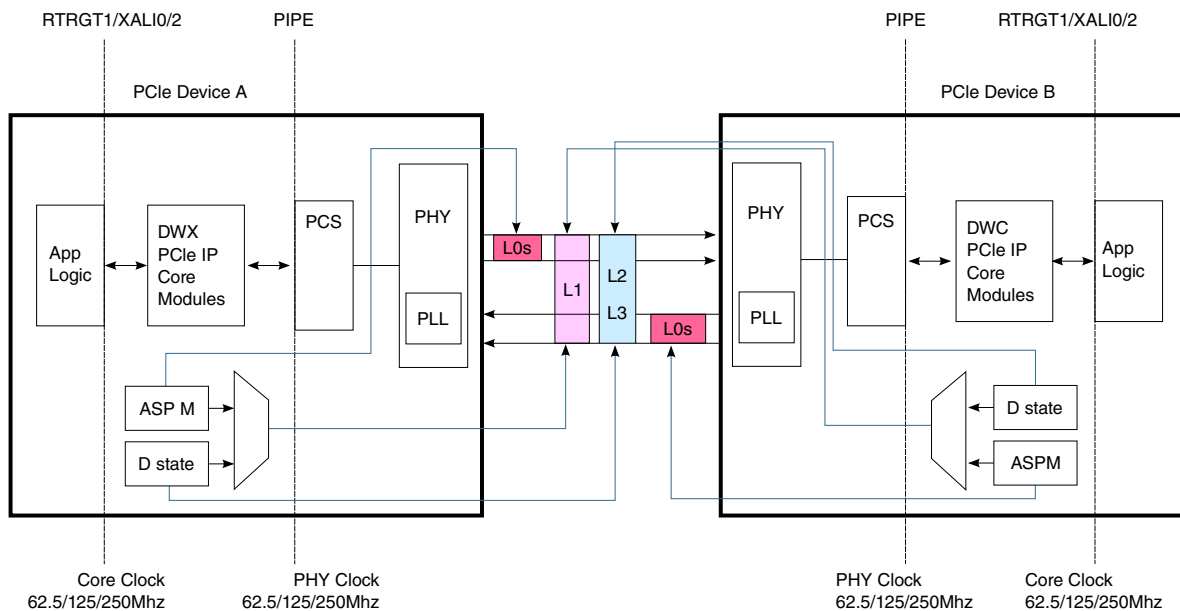 RTRGT1/XALI0/2
PIPE
PIPE
RTRGT1/XALI0/2
PCIe Device A
PCIe Device B
App
Logic
DWX
PCIe IP
Core
Modules
PCS
PHY
PLL
L0s
L1
L2
L3
L0s
PHY
PLL
PCS
DWC
PCIe IP
Core
Modules
App
Logic
ASP M
D state
D state
ASPM
Core Clock
62.5/125/250Mhz
PHY Clock
62.5/125/250Mhz
PHY Clock
62.5/125/250Mhz
Core Clock
62.5/125/250Mhz